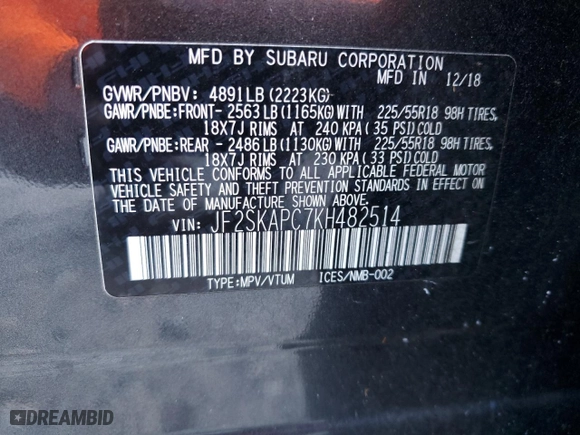 MFD BY SUBARU CORPORATION
MFD IN 12/18
GVWR/PNBV: 4891LB(2223KG)
GAWR/PNBE:FRONT- 2563LB(1165KG)WITH 225/55R18 98H TIRES,
18X7J RIMS AT 240 KPA(35 PSI)COLD
GAWR/PNBE:REAR - 2486LB(1130KG)WITH 225/55R18 98H TIRES,
18X7J RIMS AT 230 KPA(33 PSI)COLD
THIS VEHICLE CONFORMS TO ALL APPLICABLE FEDERAL MOTOR
VEHICLE SAFETY AND THEFT PREVENTION STANDARDS IN EFFECT ON
THE DATE OF MANUFACTURE SHOWN ABOVE.
VIN: JF2SKAPC7KH482514
TYPE:MPV/VTUM ICES/NMB-002
DREAMBID